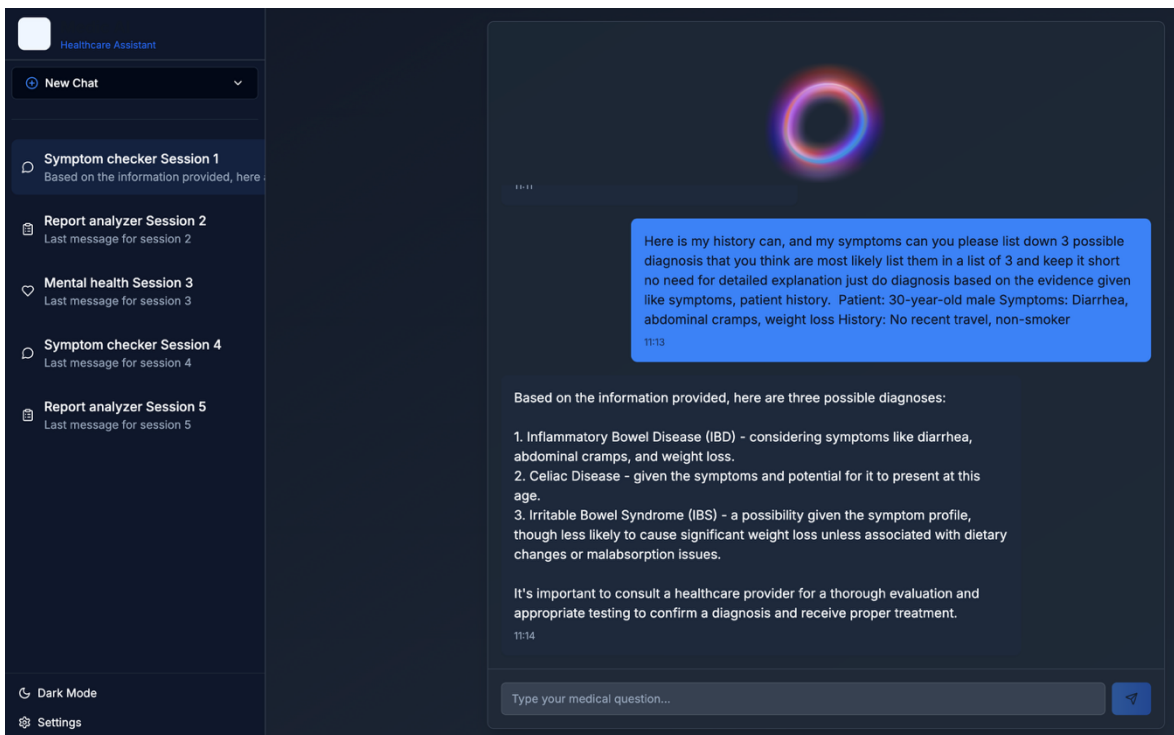 Healthcare Assistant
New Chat
Symptom checker Session 1
Based on the information provided, here
Report analyzer Session 2
Last message for session 2
Mental health Session 3
Last message for session 3
Symptom checker Session 4
Last message for session 4
Report analyzer Session 5
Last message for session 5
Dark Mode
Settings
11:11
Here is my history can, and my symptoms can you please list down 3 possible
diagnosis that you think are most likely list them in a list of 3 and keep it short
no need for detailed explanation just do diagnosis based on the evidence given
like symptoms, patient history. Patient: 30-year-old male Symptoms: Diarrhea,
abdominal cramps, weight loss History: No recent travel, non-smoker
11:13
Based on the information provided, here are three possible diagnoses:
1. Inflammatory Bowel Disease (IBD) - considering symptoms like diarrhea,
abdominal cramps, and weight loss.
2. Celiac Disease - given the symptoms and potential for it to present at this
age.
3. Irritable Bowel Syndrome (IBS) - a possibility given the symptom profile,
though less likely to cause significant weight loss unless associated with dietary
changes or malabsorption issues.
It's important to consult a healthcare provider for a thorough evaluation and
appropriate testing to confirm a diagnosis and receive proper treatment.
11:14
Type your medical question...